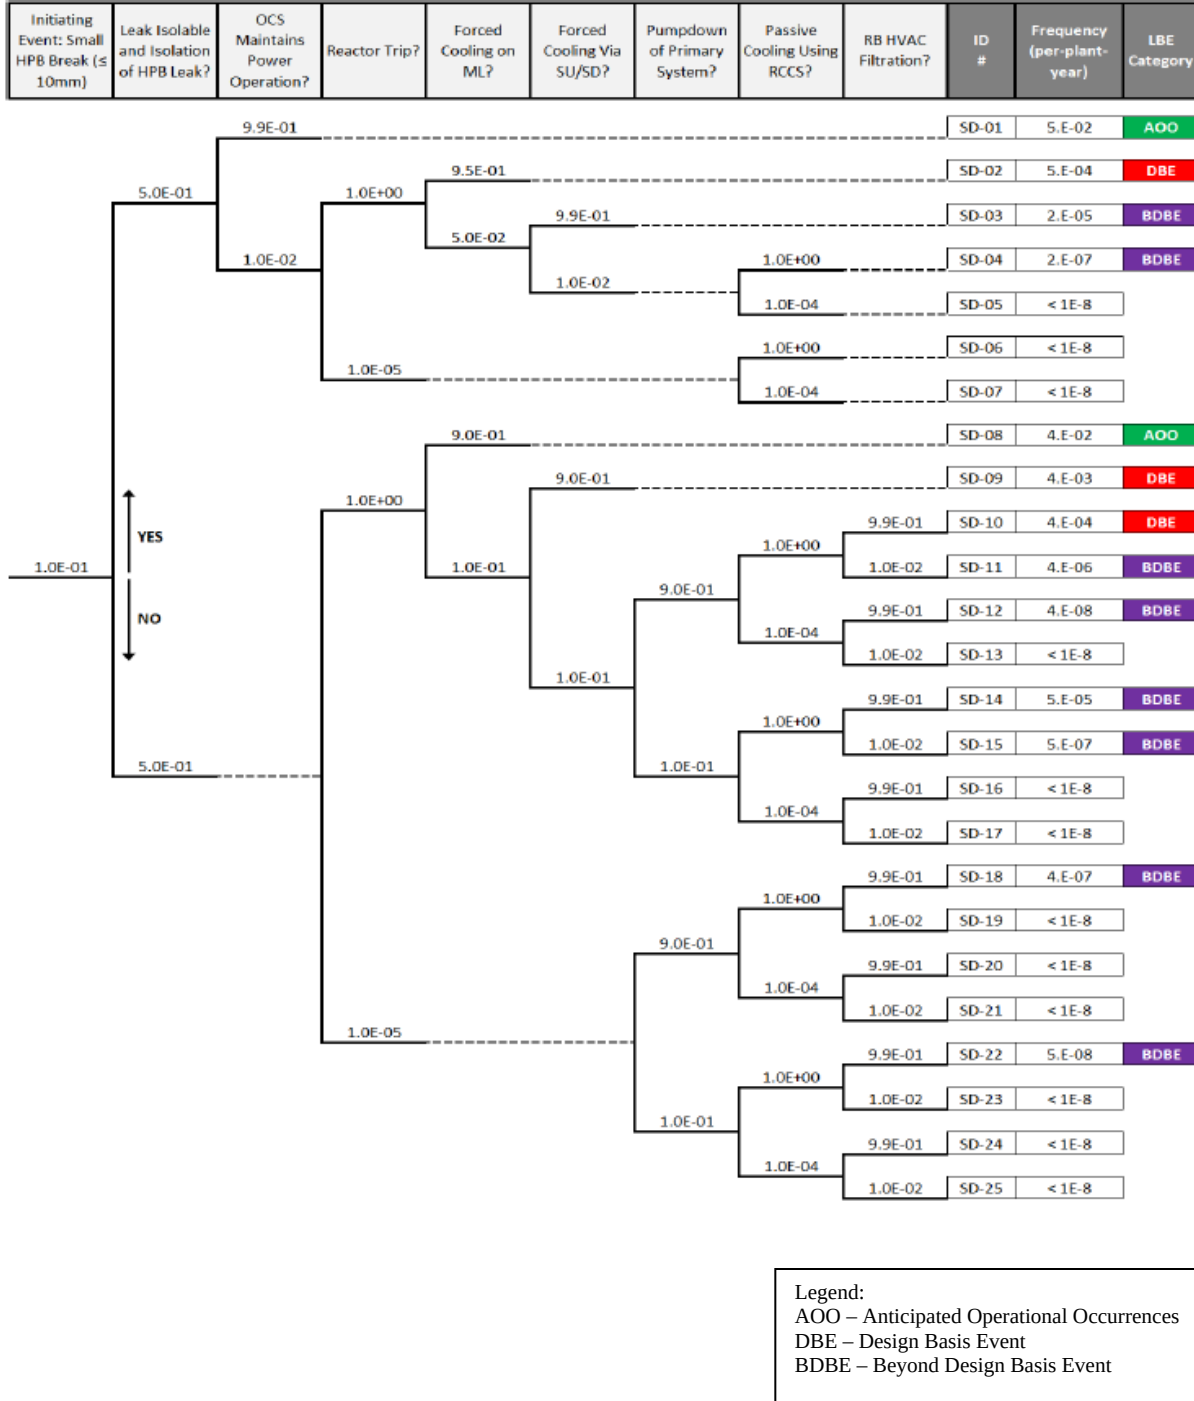 Initiating
Event: Small
HPB Break (≤
10mm)
Leak Isolable
and Isolation
of HPB Leak?
OCS
Maintains
Power
Operation?
Reactor Trip?
Forced
Cooling on
ML?
Forced
Cooling Via
SU/SD?
Pumpdown
of Primary
System?
Passive
Cooling Using
RCCS?
RB HVAC
Filtration?
ID
#
Frequency
(per-plant-
year)
LBE
Category
9.9E-01
SD-01 5.E-02 AOO
9.5E-01
SD-02 5.E-04 DBE
5.0E-01
1.0E+00
9.9E-01
SD-03 2.E-05 BDBE
5.0E-02
1.0E-02
1.0E+00
SD-04 2.E-07 BDBE
1.0E-02
1.0E-04
SD-05 < 1E-8
1.0E+00
SD-06 < 1E-8
1.0E-05
1.0E-04
SD-07 < 1E-8
9.0E-01
SD-08 4.E-02 AOO
9.0E-01
SD-09 4.E-03 DBE
1.0E+00
9.9E-01
SD-10 4.E-04 DBE
YES
1.0E+00
1.0E-01
1.0E-01
1.0E-02
SD-11 4.E-06 BDBE
9.0E-01
NO
9.9E-01
SD-12 4.E-08 BDBE
1.0E-04
1.0E-02
SD-13 < 1E-8
1.0E-01
9.9E-01
SD-14 5.E-05 BDBE
1.0E+00
1.0E-02
SD-15 5.E-07 BDBE
5.0E-01
1.0E-01
9.9E-01
SD-16 < 1E-8
1.0E-04
1.0E-02
SD-17 < 1E-8
9.9E-01
SD-18 4.E-07 BDBE
1.0E+00
1.0E-02
SD-19 < 1E-8
9.0E-01
9.9E-01
SD-20 < 1E-8
1.0E-04
1.0E-02
SD-21 < 1E-8
1.0E-05
9.9E-01
SD-22 5.E-08 BDBE
1.0E+00
1.0E-02
SD-23 < 1E-8
1.0E-01
9.9E-01
SD-24 < 1E-8
1.0E-04
1.0E-02
SD-25 < 1E-8
Legend:
AOO – Anticipated Operational Occurrences
DBE – Design Basis Event
BDBE – Beyond Design Basis Event